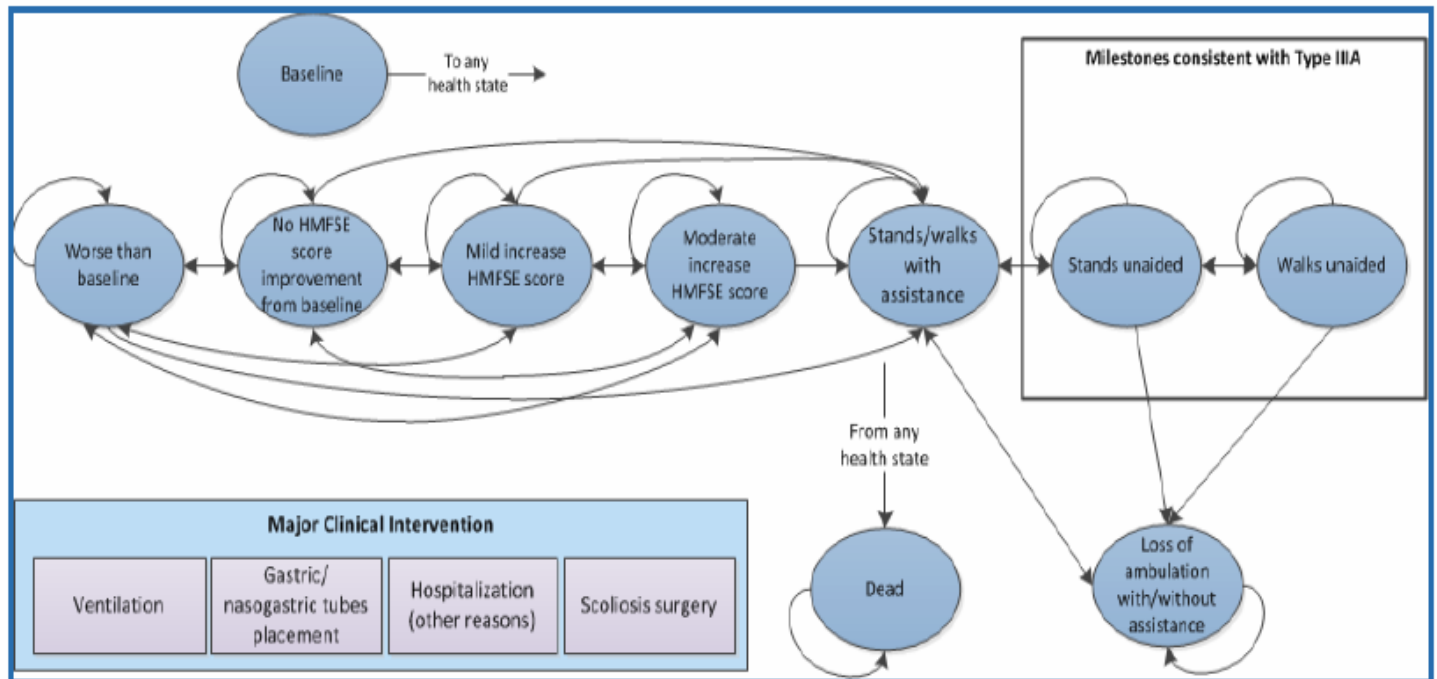 Baseline
To any
health state
Milestones consistent with Type IIIA
Worse than
baseline
No HMFSE
score
improvement
from baseline
Mild increase
HMFSE score
Moderate
increase
HMFSE score
Stands/walks
with
assistance
Stands unaided
Walks unaided
From any
health state
Major Clinical Intervention
Ventilation
Gastric/
nasogastric tubes
placement
Hospitalization
(other reasons)
Scoliosis surgery
Dead
Loss of
ambulation
with/without
assistance